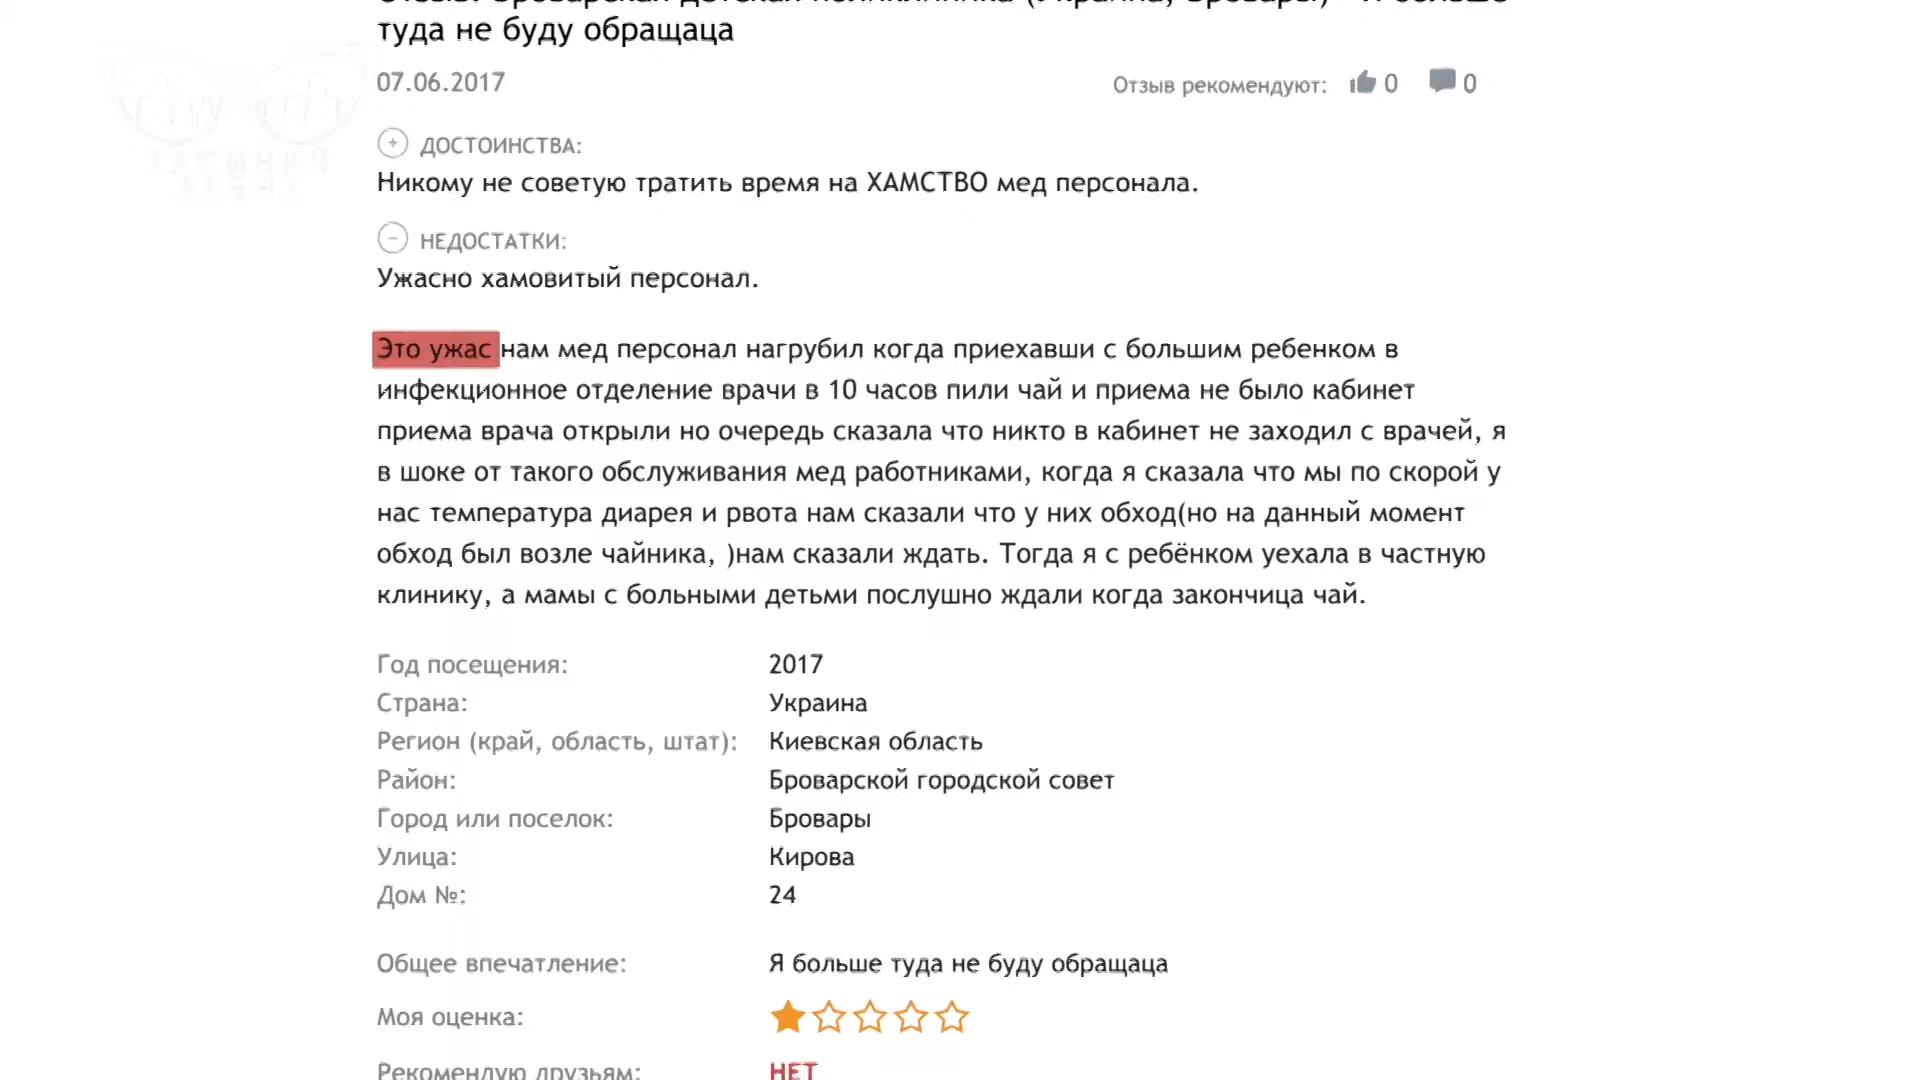 туда не буду обращаца
07.06.2017
Отзыв рекомендуют: 0 0
ДОСТОИНСТВА:
Никому не советую тратить время на ХАМСТВО мед персонала.
НЕДОСТАТКИ:
Ужасно хамовитый персонал.
Это ужас нам мед персонал нагрубил когда приехавши с большим ребенком в
инфекционное отделение врачи в 10 часов пили чай и приема не было кабинет
приема врача открыли но очередь сказала что никто в кабинет не заходил с врачей, я
в шоке от такого обслуживания мед работниками, когда я сказала что мы по скорой у
нас температура диарея и рвота нам сказали что у них обход(но на данный момент
обход был возле чайника, )нам сказали ждать. Тогда я с ребёнком уехала в частную
клинику, а мамы с больными детьми послушно ждали когда закончица чай.
Год посещения: 2017
Страна: Украина
Регион (край, область, штат): Киевская область
Район: Броварской городской совет
Город или поселок: Бровары
Улица: Кирова
Дом №: 24
Общее впечатление: Я больше туда не буду обращаца
Моя оценка:
Рекомендую друзьям: НЕТ